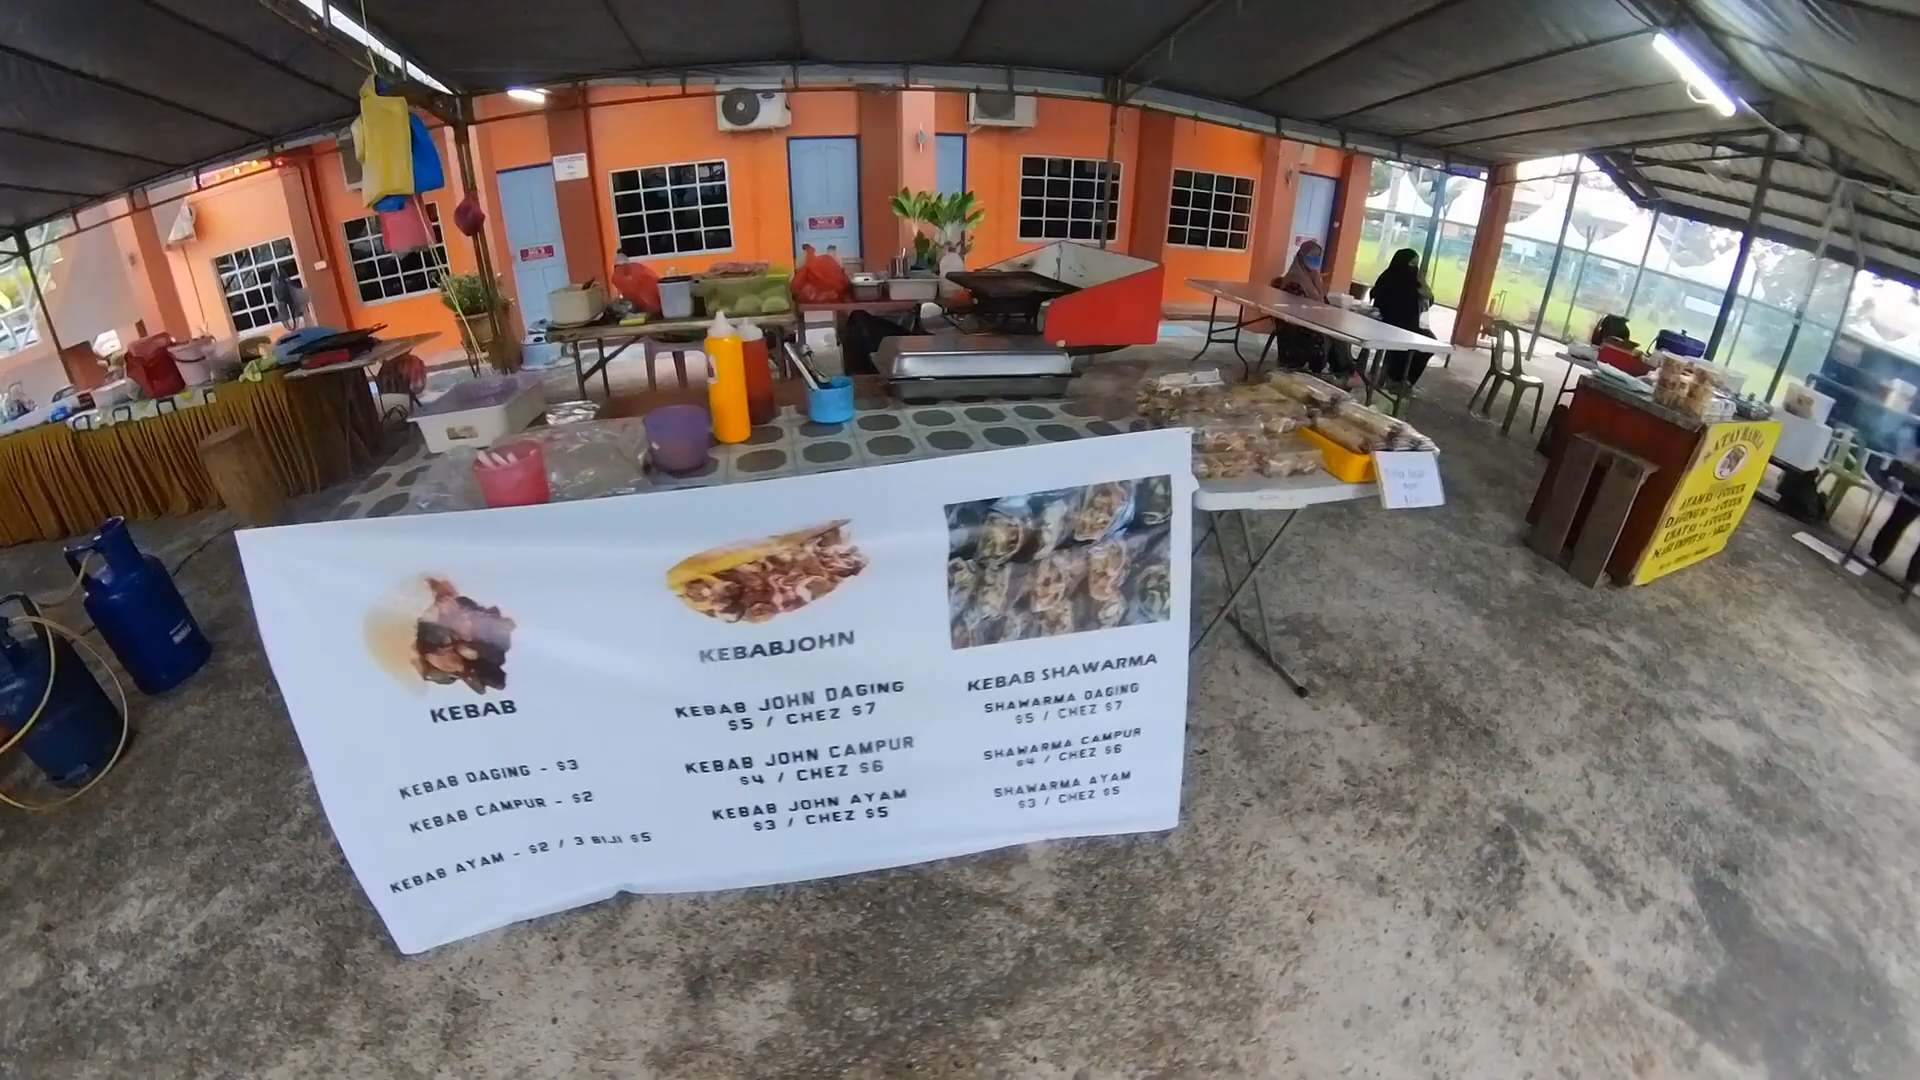 KEBAB
KEBAB DAGING - $3
KEBAB CAMPUR - $2
KEBAB AYAM - $2 / 3 BIJI $5
KEBABJOHN
KEBAB JOHN DAGING
$5 / CHEZ $7
KEBAB JOHN CAMPUR
$4 / CHEZ $6
KEBAB JOHN AYAM
$3 / CHEZ $5
KEBAB SHAWARMA
SHAWARMA DAGING
$5 / CHEZ $7
SHAWARMA CAMPUR
$4 / CHEZ $6
SHAWARMA AYAM
$3 / CHEZ $5